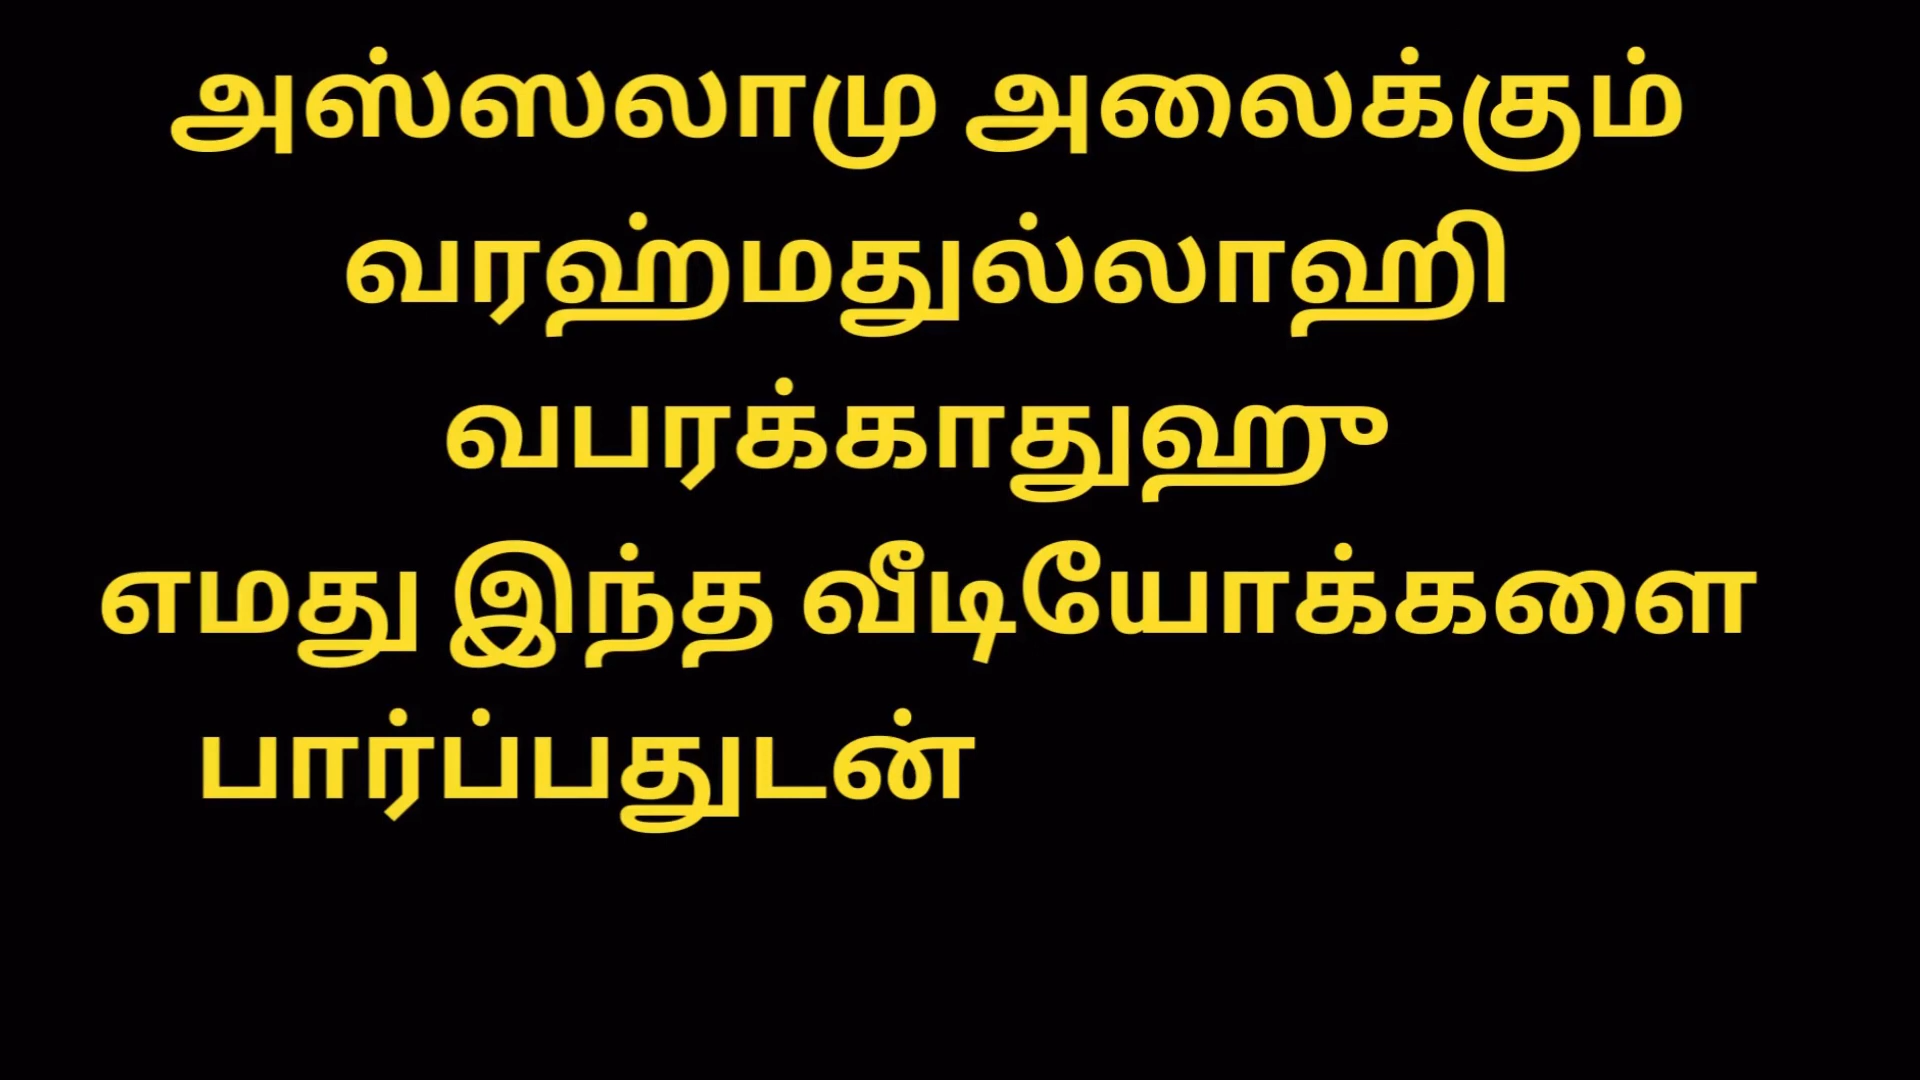 அஸ்ஸலாமு அலைக்கும்
வரஹ்மதுல்லாஹி
வபரக்காதுஹு
எமது இந்த வீடியோக்களை
பார்ப்பதுடன்